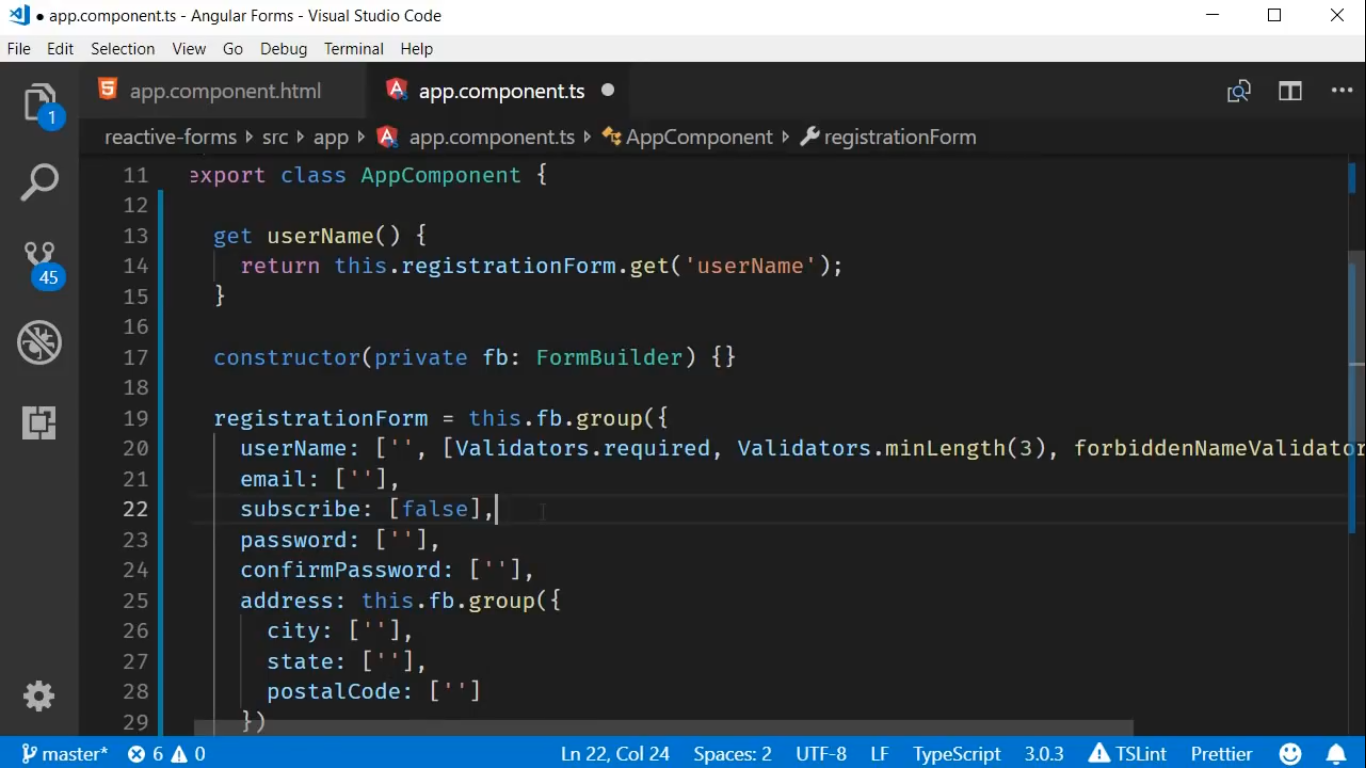 app.component.ts - Angular Forms - Visual Studio Code
File Edit Selection View Go Debug Terminal Help
app.component.html app.component.ts
reactive-forms src app app.component.ts AppComponent registrationForm
11 export class AppComponent {
12
13 get userName() {
14 return this.registrationForm.get('userName');
15 }
16
17 constructor(private fb: FormBuilder) {}
18
19 registrationForm = this.fb.group({
20 userName: ['', [Validators.required, Validators.minLength(3), forbiddenNameValidator
21 email: [''],
22 subscribe: [false],
23 password: [''],
24 confirmPassword: [''],
25 address: this.fb.group({
26 city: [''],
27 state: [''],
28 postalCode: ['']
29 })
1
45
master* 6 0 Ln 22, Col 24 Spaces: 2 UTF-8 LF TypeScript 3.0.3 TSLint Prettier